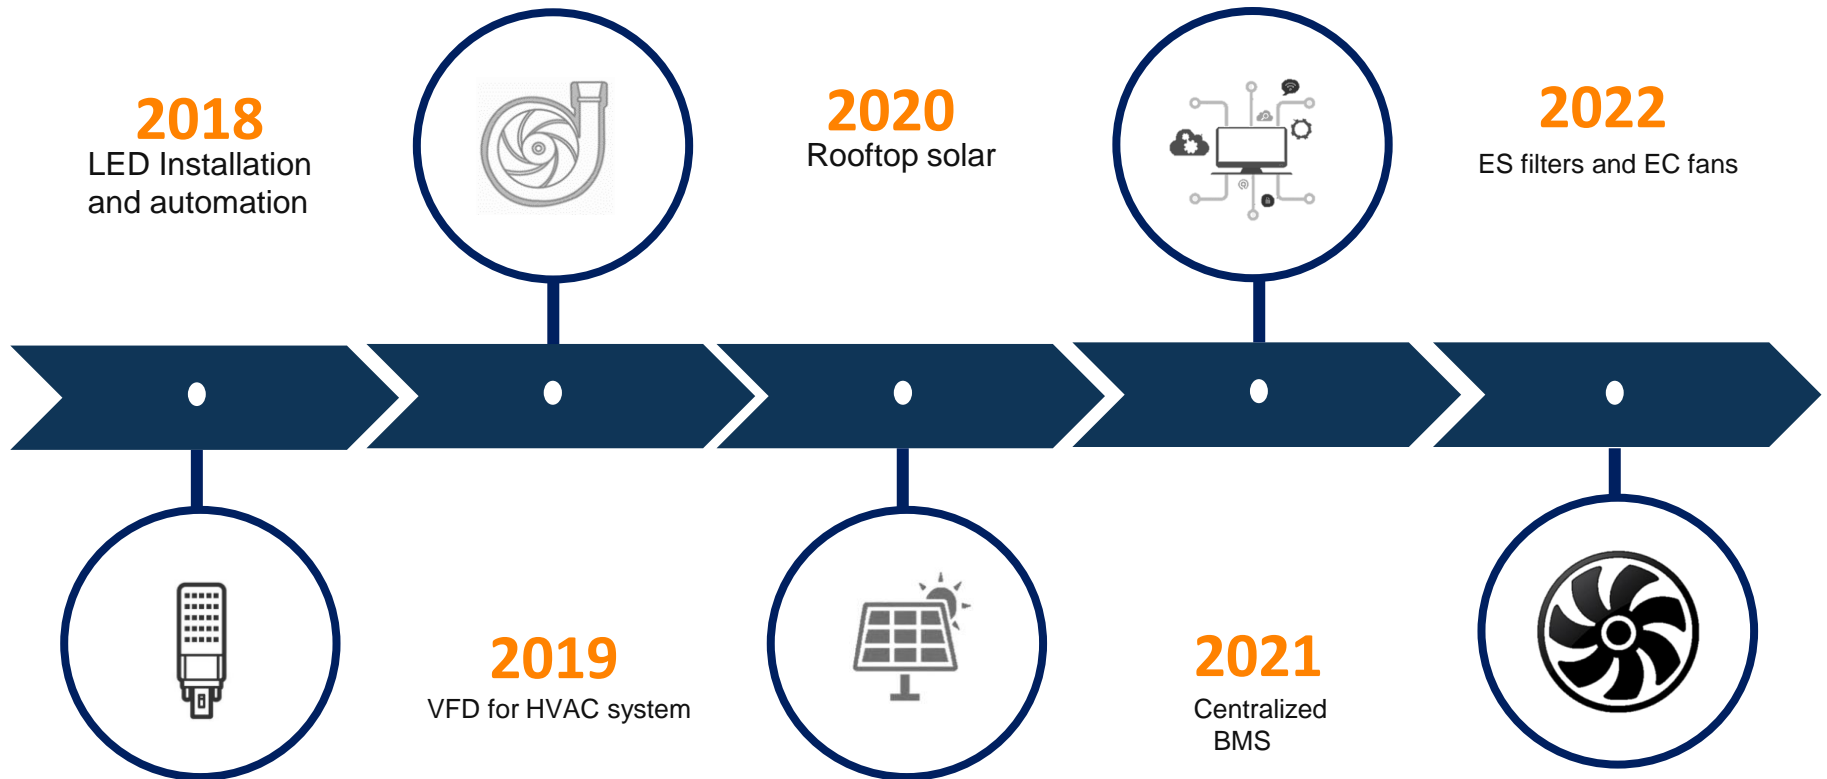 2018
LED Installation
and automation
2019
VFD for HVAC system
2020
Rooftop solar
2021
Centralized
BMS
2022
ES filters and EC fans